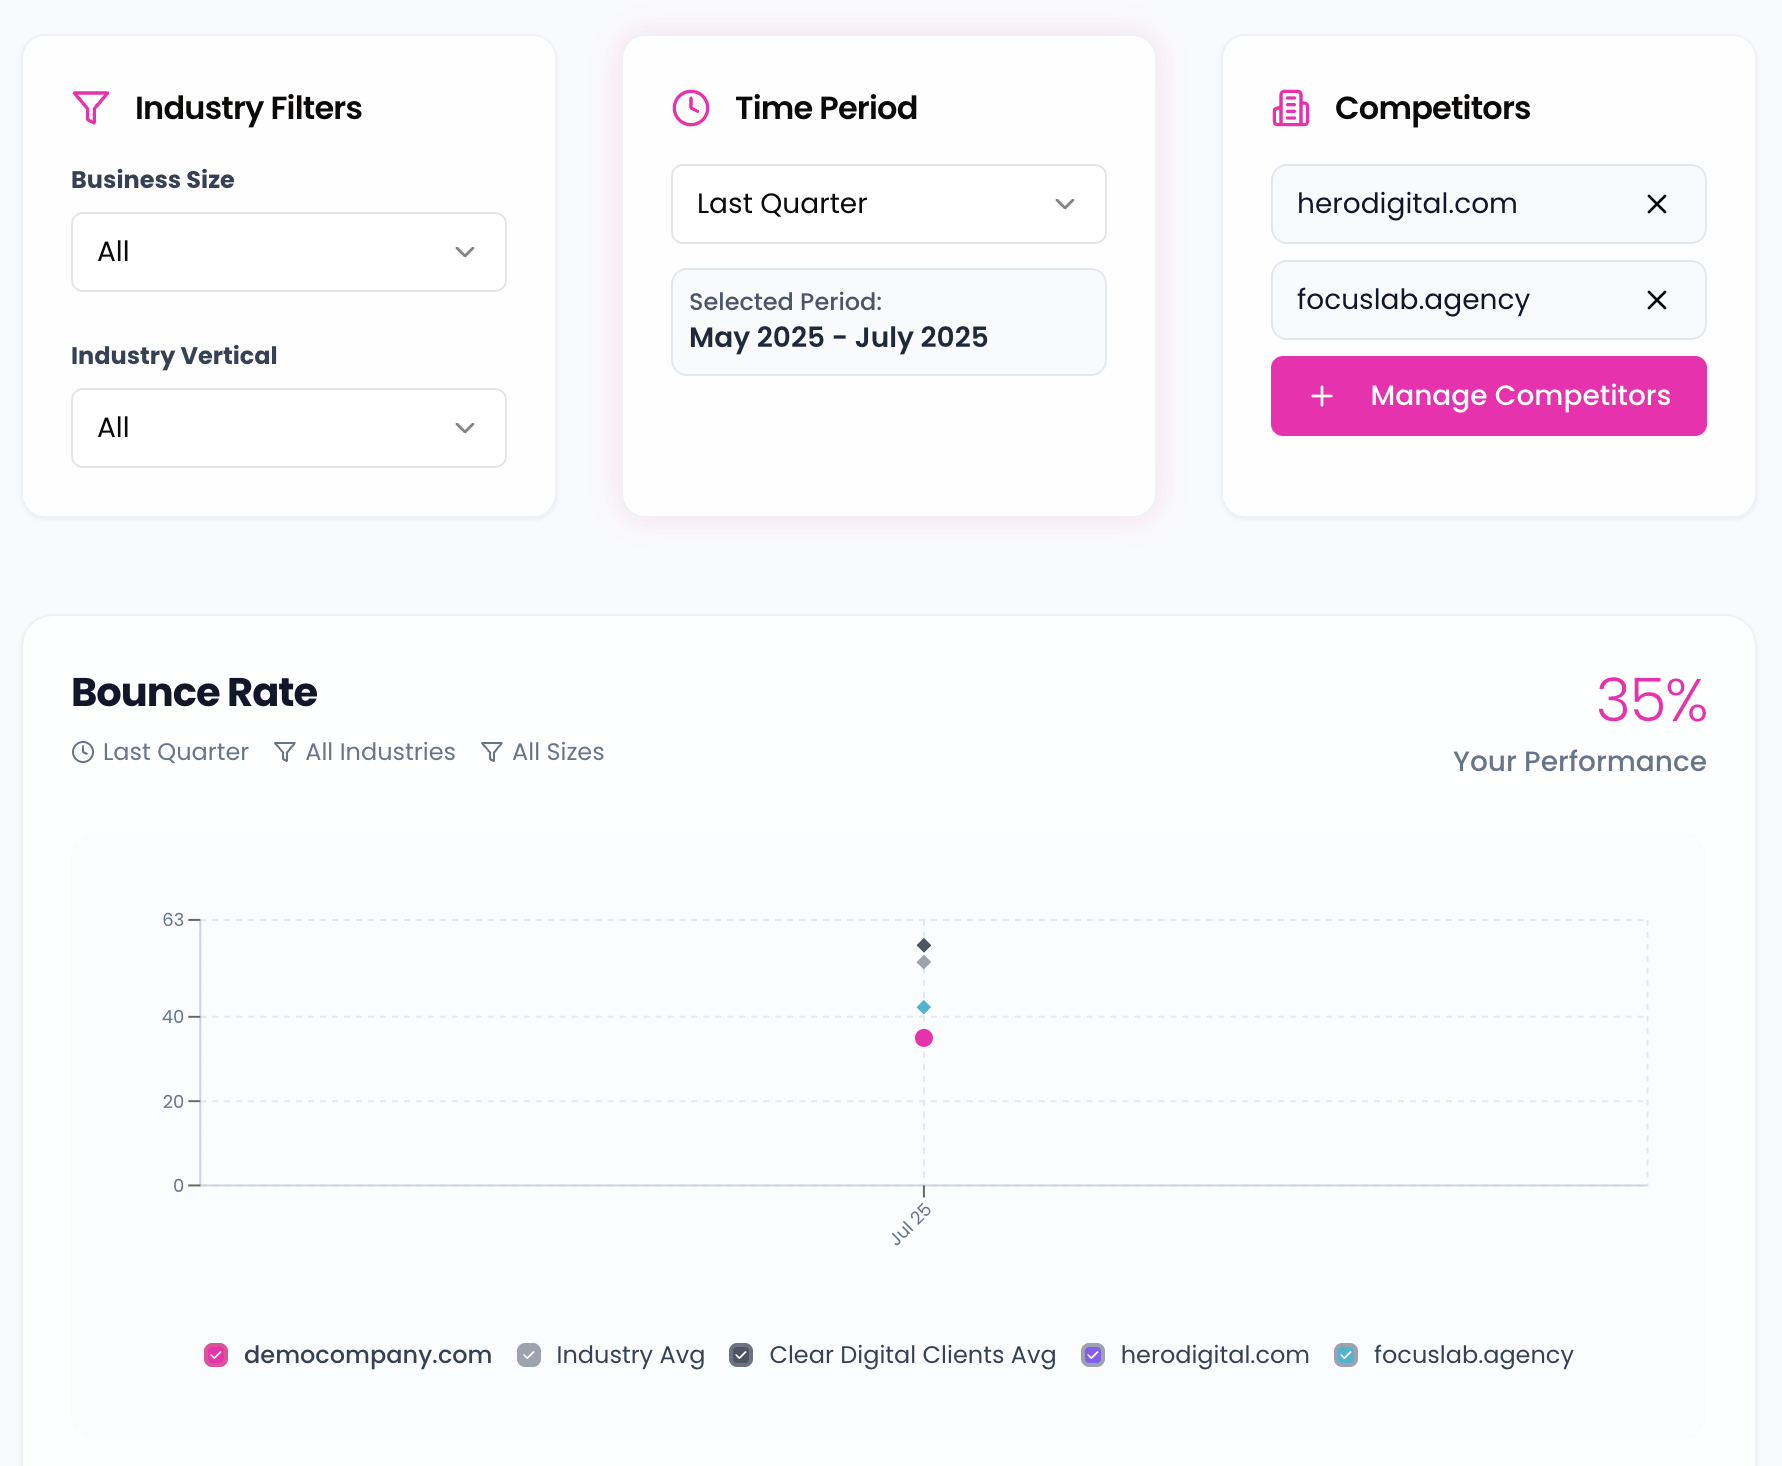 Industry Filters
Business Size
All
Industry Vertical
All
Time Period
Last Quarter
Selected Period:
May 2025 - July 2025
Competitors
herodigital.com
focuslab.agency
Manage Competitors
Bounce Rate
Last Quarter All Industries All Sizes
35%
Your Performance
63
40
20
0
Jul 25
democompany.com Industry Avg Clear Digital Clients Avg herodigital.com focuslab.agency